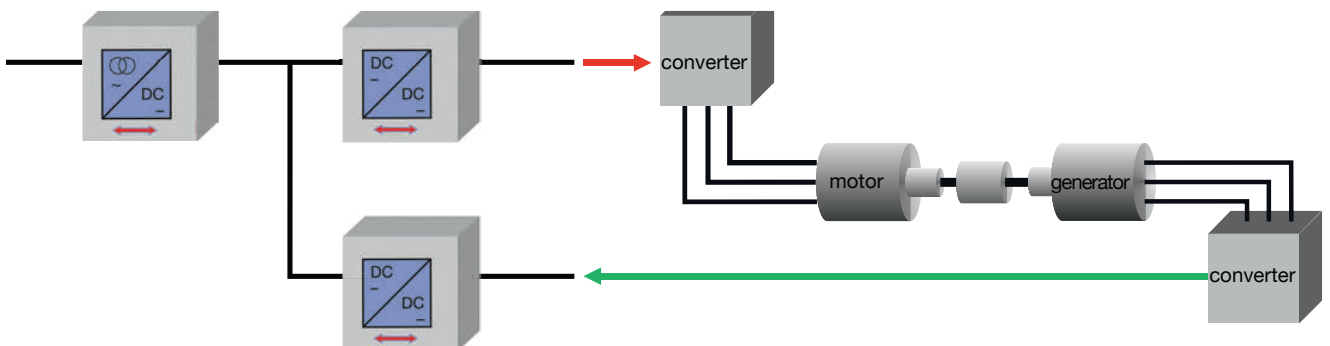 ~
DC
–
DC
–
DC
–
converter
motor
generator
DC
–
DC
–
converter